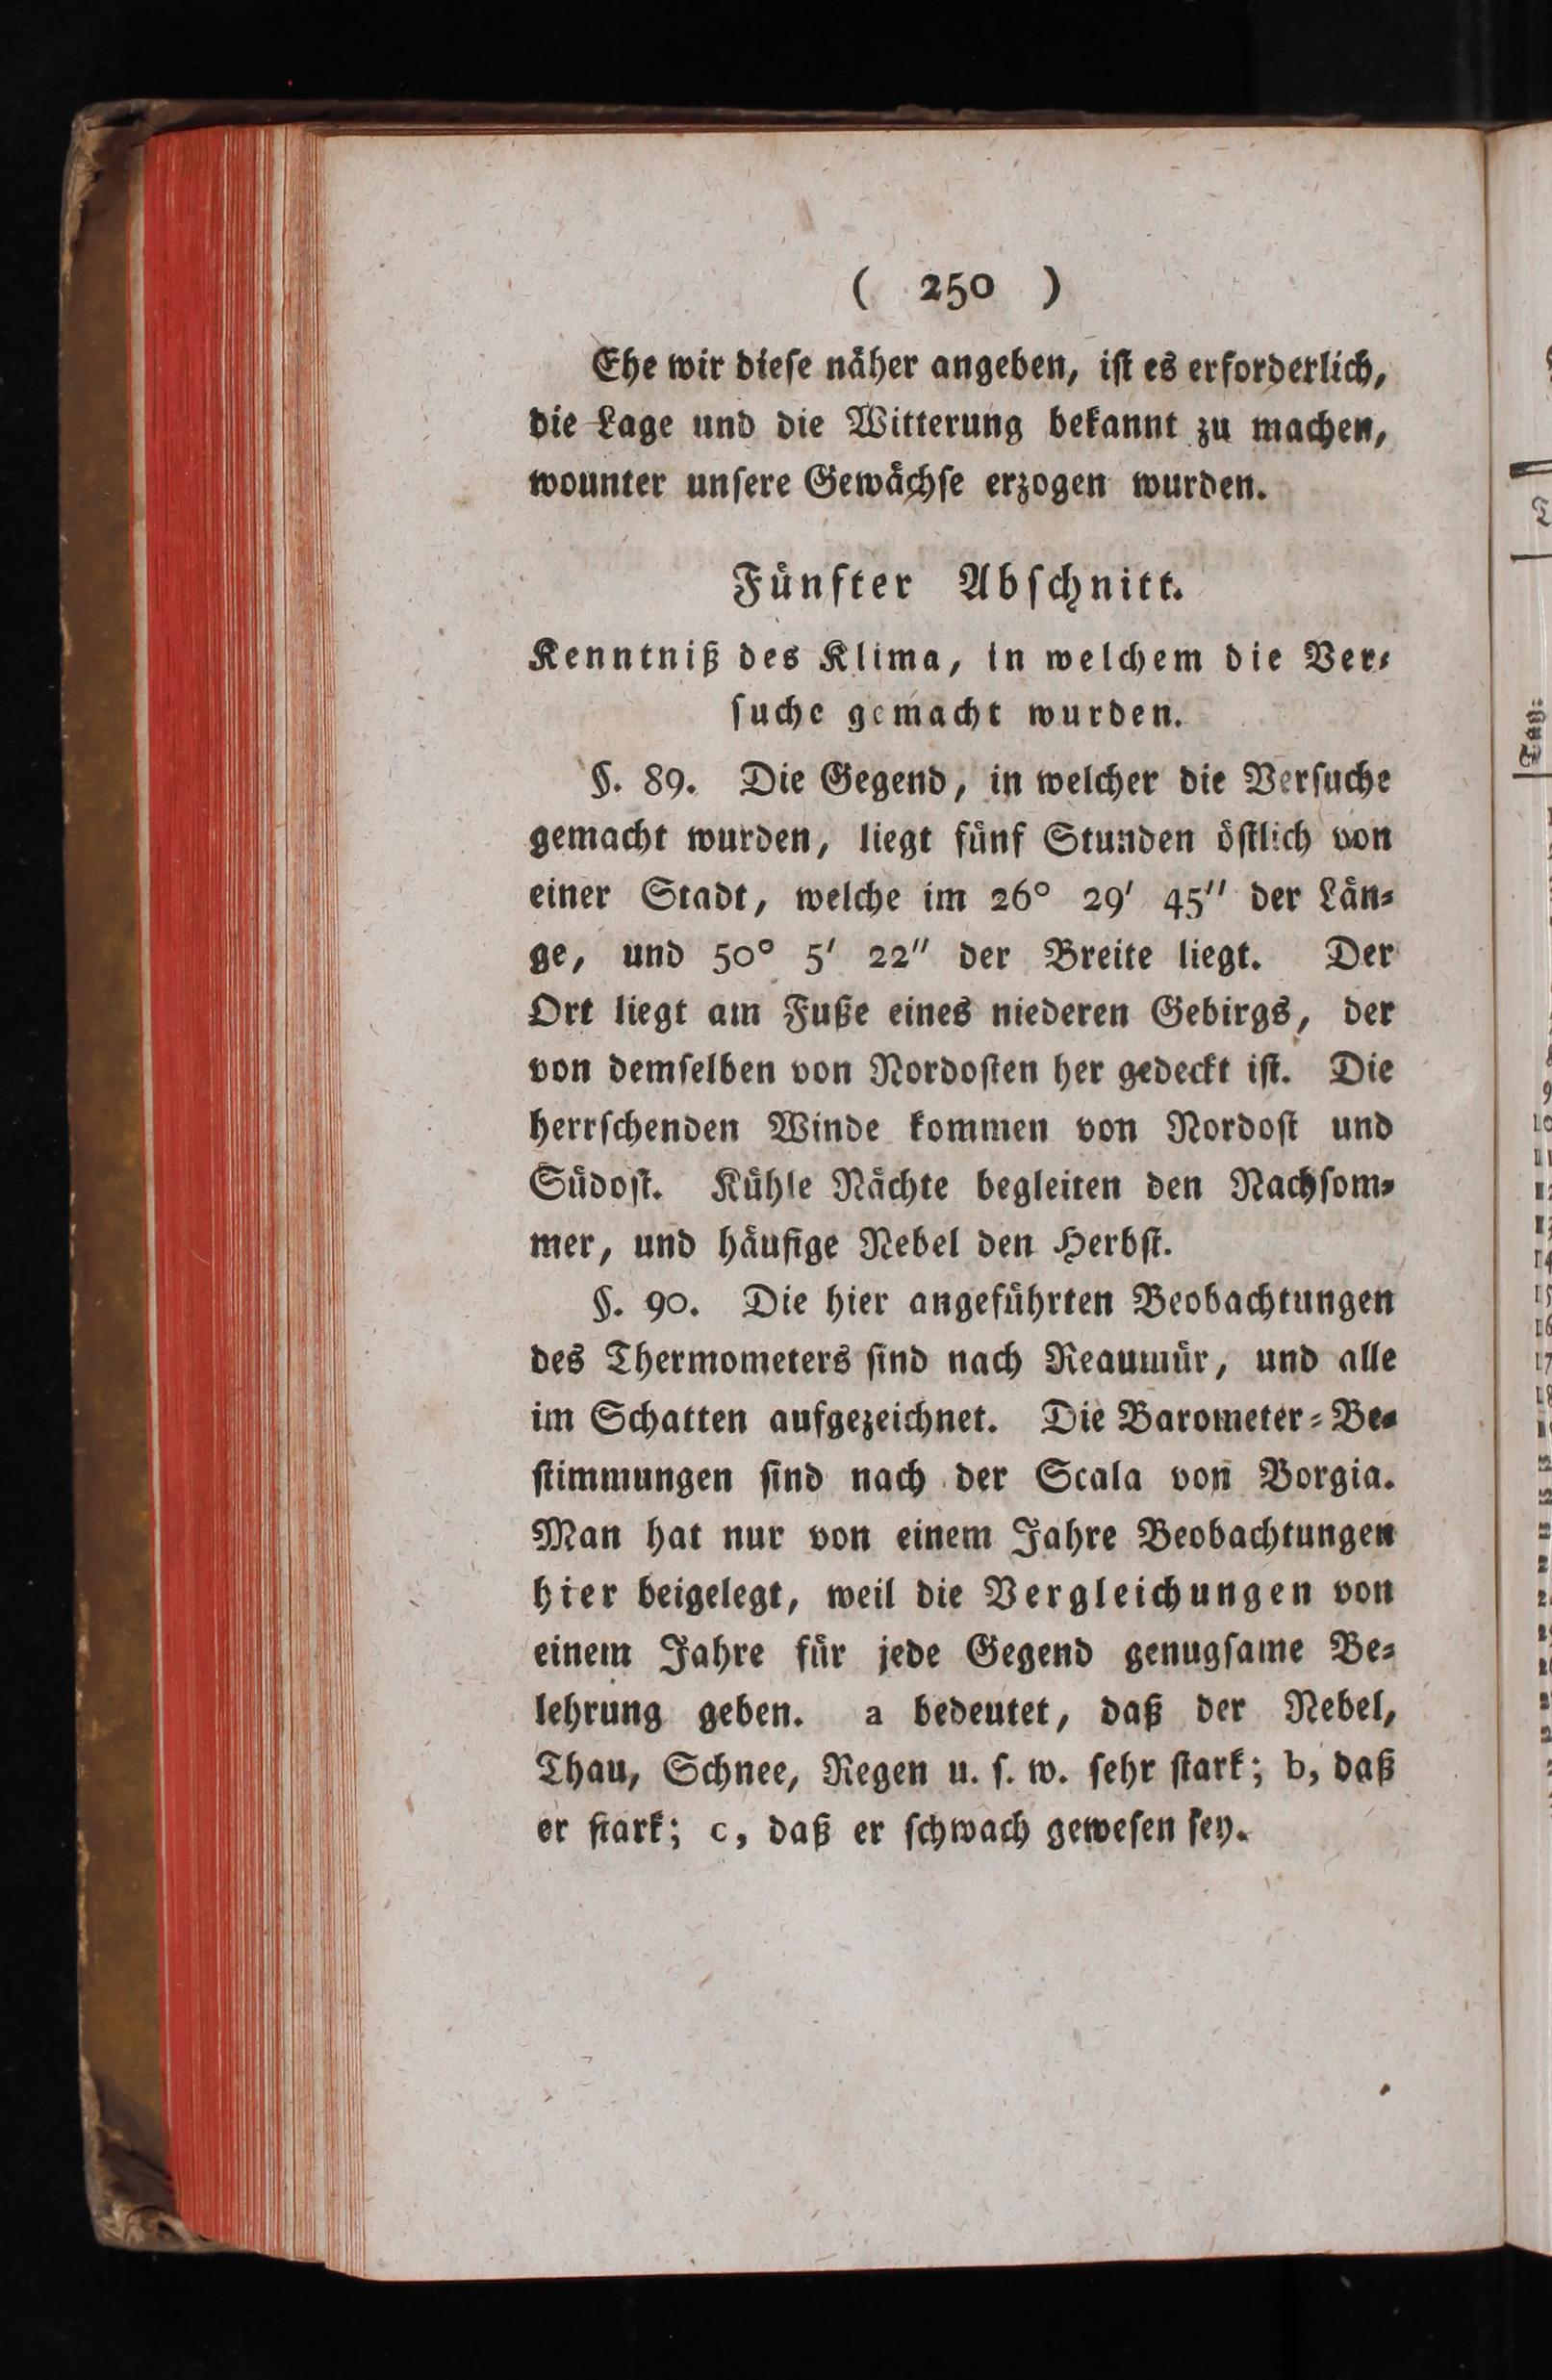 ( 250 )
Ehe wir dieſe näher angeben, iſt es erforderlich,
die Lage und die Witterung bekannt zu machen,
wounter unſere Gewächſe erzogen wurden.
Fünfter Abſchnitt.
Kenntniß des Klima, in welchem die Ver⸗
ſuche gemacht wurden.
§. 89. Die Gegend, in welcher die Verſuche
gemacht wurden, liegt fünf Stunden öſtlich von
einer Stadt, welche im 26° 29′ 45″ der Län⸗
ge, und 50° 5′ 22″ der Breite liegt. Der
Ort liegt am Fuße eines niederen Gebirgs, der
von demſelben von Nordoſten her gedeckt iſt. Die
herrſchenden Winde kommen von Nordoſt und
Südoſt. Kühle Nächte begleiten den Nachſom⸗
mer, und häufige Nebel den Herbſt.
§. 90. Die hier angeführten Beobachtungen
des Thermometers ſind nach Reaumür, und alle
im Schatten aufgezeichnet. Die Barometer⸗Be⸗
ſtimmungen ſind nach der Scala von Borgia.
Man hat nur von einem Jahre Beobachtungen
hier beigelegt, weil die Vergleichungen von
einem Jahre für jede Gegend genugſame Be⸗
lehrung geben. a bedeutet, daß der Nebel,
Thau, Schnee, Regen u. ſ. w. ſehr ſtark; b, daß
er ſtark; c, daß er ſchwach geweſen ſey.
Tag:
9
10
11
14
16
17